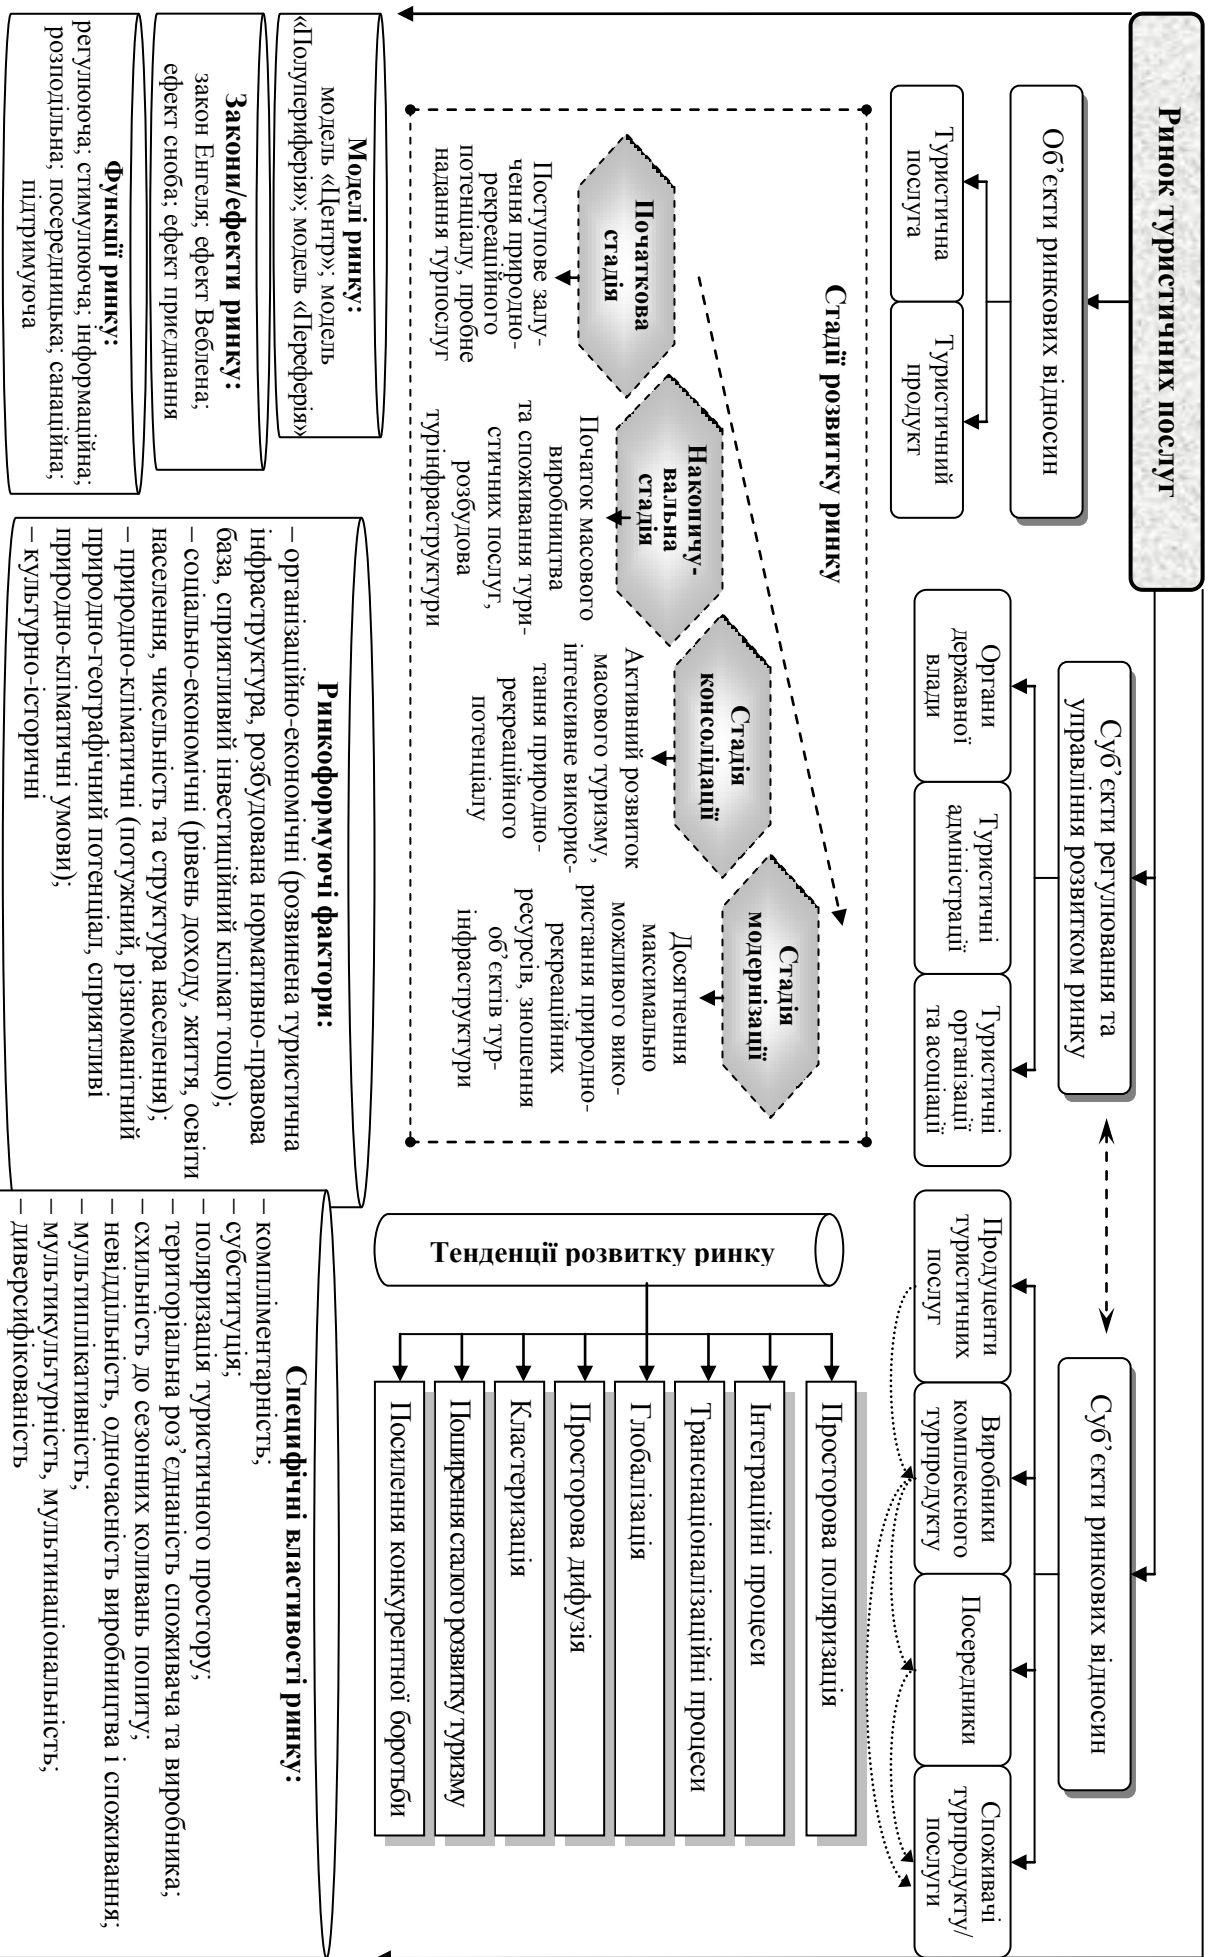 Ринок туристичних послуг
Об’єкти ринкових відносин
Туристична
послуга
Туристичний
продукт
Суб’єкти регулювання та
управління розвитком ринку
Органи
державної
влади
Туристичні
адміністрації
Туристичні
організації
та асоціації
Суб’єкти ринкових відносин
Продуценти
туристичних
послуг
Виробники
комплексного
турпродукту
Посередники
Споживачі
турпродукту/
послуги
Стадії розвитку ринку
Початкова
стадія
Поступове залу-
чення природно-
рекреаційного
потенціалу, пробне
надання турпослуг
Накопичу-
вальна
стадія
Початок масового
виробництва
та споживання тури-
стичних послуг,
розбудова
турінфраструктури
Стадія
консолідації
Активний розвиток
масового туризму,
інтенсивне викорис-
тання природно-
рекреаційного
потенціалу
Стадія
модернізації
Досягнення
максимально
можливого вико-
ристання природно-
рекреаційних
ресурсів, зношення
об’єктів тур-
інфраструктури
Тенденції розвитку ринку
Просторова поляризація
Інтеграційні процеси
Транснаціоналізаційні процеси
Глобалізація
Просторова дифузія
Кластеризація
Поширення сталого розвитку туризму
Посилення конкурентної боротьби
Моделі ринку:
модель «Центр»; модель
«Полупериферія»; модель «Переферія»
Закони/ефекти ринку:
закон Енгеля; ефект Веблена;
ефект сноба; ефект приєднання
Функції ринку:
регулююча; стимулююча; інформаційна;
розподільна; посередницька; санаційна;
підтримуюча
Ринкоформуючі фактори:
– організаційно-економічні (розвинена туристична
інфраструктура, розбудована нормативно-правова
база, сприятливий інвестиційний клімат тощо);
– соціально-економічні (рівень доходу, життя, освіти
населення, чисельність та структура населення);
– природно-кліматичні (потужний, різноманітний
природно-географічний потенціал, сприятливі
природно-кліматичні умови);
– культурно-історичні
Специфічні властивості ринку:
– компліментарність;
– субституція;
– поляризація туристичного простору;
– територіальна роз’єднаність споживача та виробника;
– схильність до сезонних коливань попиту;
– невіддільність, одночасність виробництва і споживання;
– мультиплікативність;
– мультикультурність, мультинаціональність;
– диверсифікованість